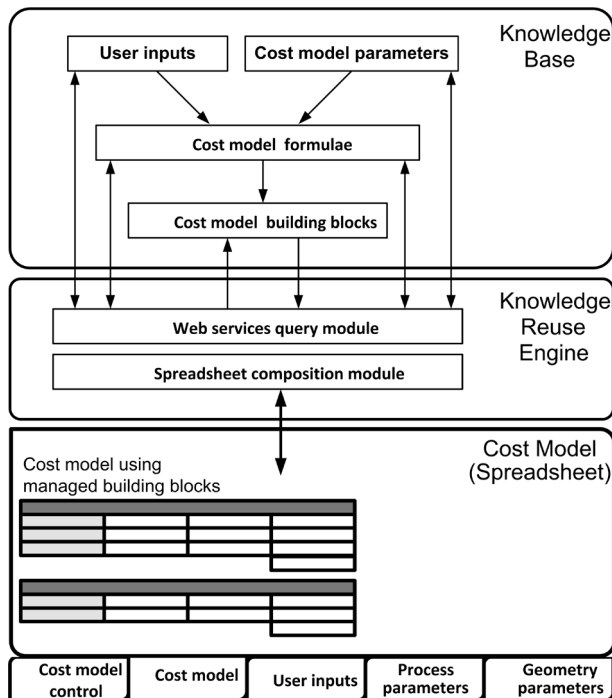 Knowledge
Base
User inputs
Cost model parameters
Cost model formulae
Cost model building blocks
Knowledge
Reuse
Engine
Web services query module
Spreadsheet composition module
Cost Model
(Spreadsheet)
Cost model using
managed building blocks
Cost model
control
Cost model
User inputs
Process
parameters
Geometry
parameters